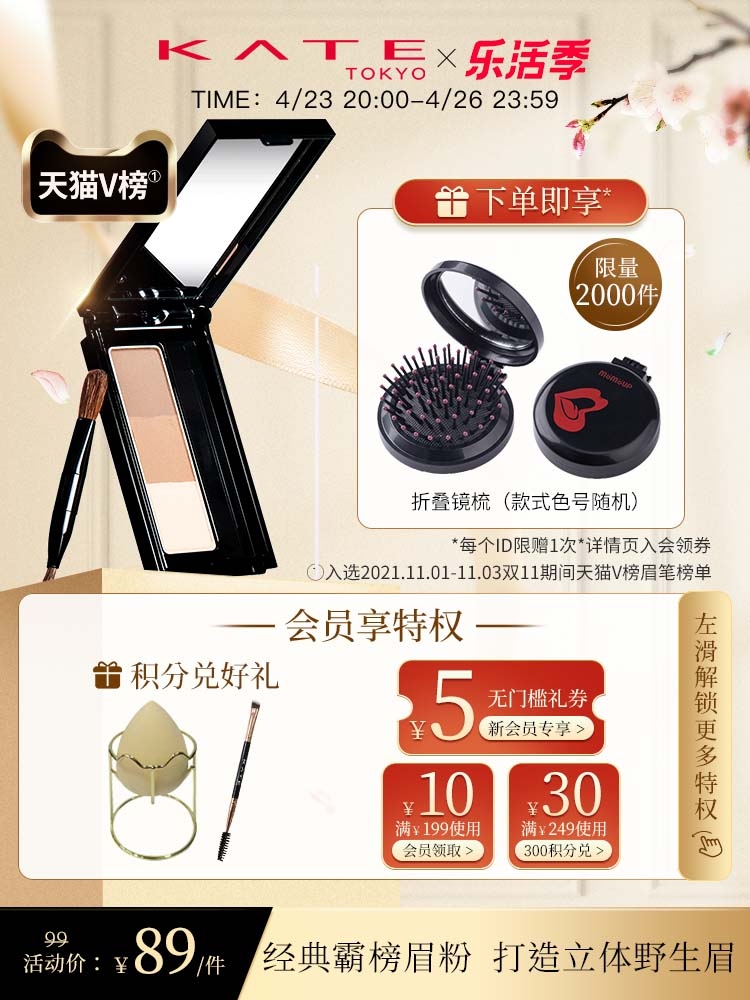 KATE
TOKYO
×
乐活季
TIME：4/23 20:00-4/26 23:59
天猫V榜①
下单即享*
限量
2000件
MoMoUP
折叠镜梳（款式色号随机）
*每个ID限赠1次*详情页入会领券
①入选2021.11.01-11.03双11期间天猫V榜眉笔榜单
会员享特权
积分兑好礼
¥5
无门槛礼券
新会员专享 >
¥10
满¥199使用
会员领取 >
¥30
满¥249使用
300积分兑 >
左滑解锁更多特权
99
活动价：¥89/件
经典霸榜眉粉 打造立体野生眉